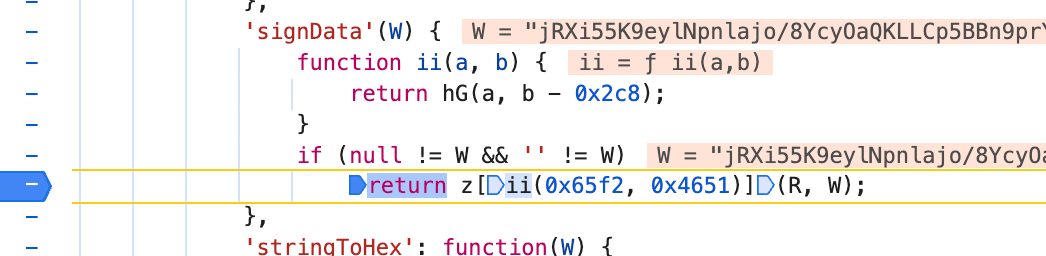 },
'signData'(W) { W = "jRXi55K9eylNpnlajo/8YcyOaQKLLCp5BBn9prY
function ii(a, b) { ii = ƒ ii(a,b)
return hG(a, b - 0x2c8);
}
if (null != W && '' != W) W = "jRXi55K9eylNpnlajo/8YcyOa
return z[ii(0x65f2, 0x4651)](R, W);
},
'stringToHex': function(W) {